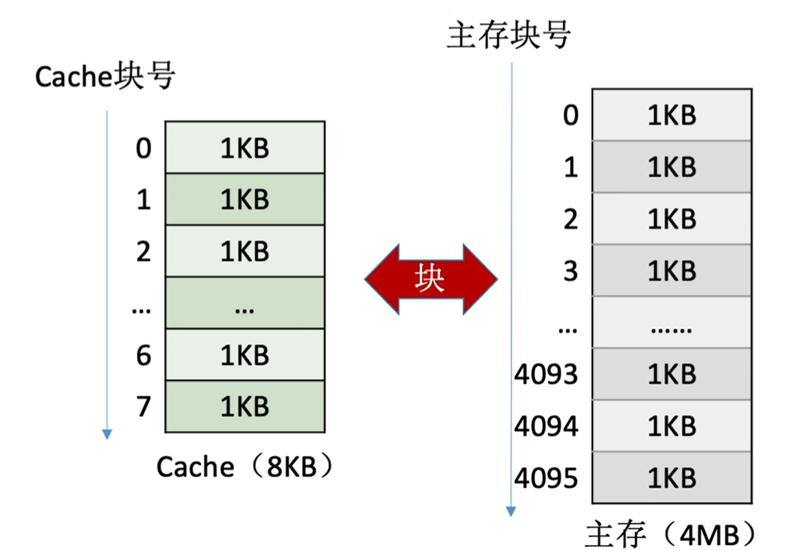 Cache块号
0 1KB
1 1KB
2 1KB
... ...
6 1KB
7 1KB
Cache（8KB）
块
主存块号
0 1KB
1 1KB
2 1KB
3 1KB
... ......
4093 1KB
4094 1KB
4095 1KB
主存（4MB）